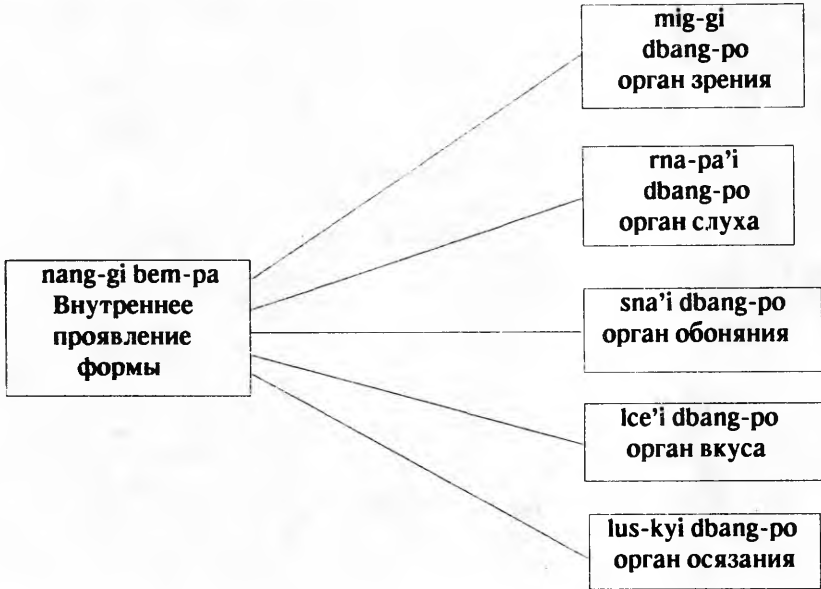 mig-gi
dbang-po
орган зрения
rna-pa'i
dbang-po
орган слуха
nang-gi bem-pa
Внутреннее
проявление
формы
sna'i dbang-po
орган обоняния
lce'i dbang-po
орган вкуса
lus-kyi dbang-po
орган осязания